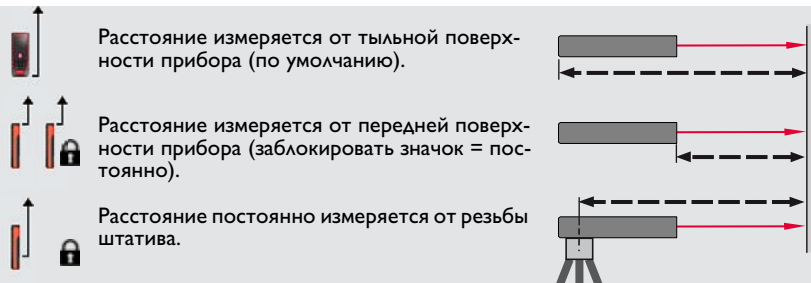 Расстояние измеряется от тыльной поверх-
ности прибора (по умолчанию).
Расстояние измеряется от передней поверх-
ности прибора (заблокировать значок = пос-
тоянно).
Расстояние постоянно измеряется от резьбы
штатива.